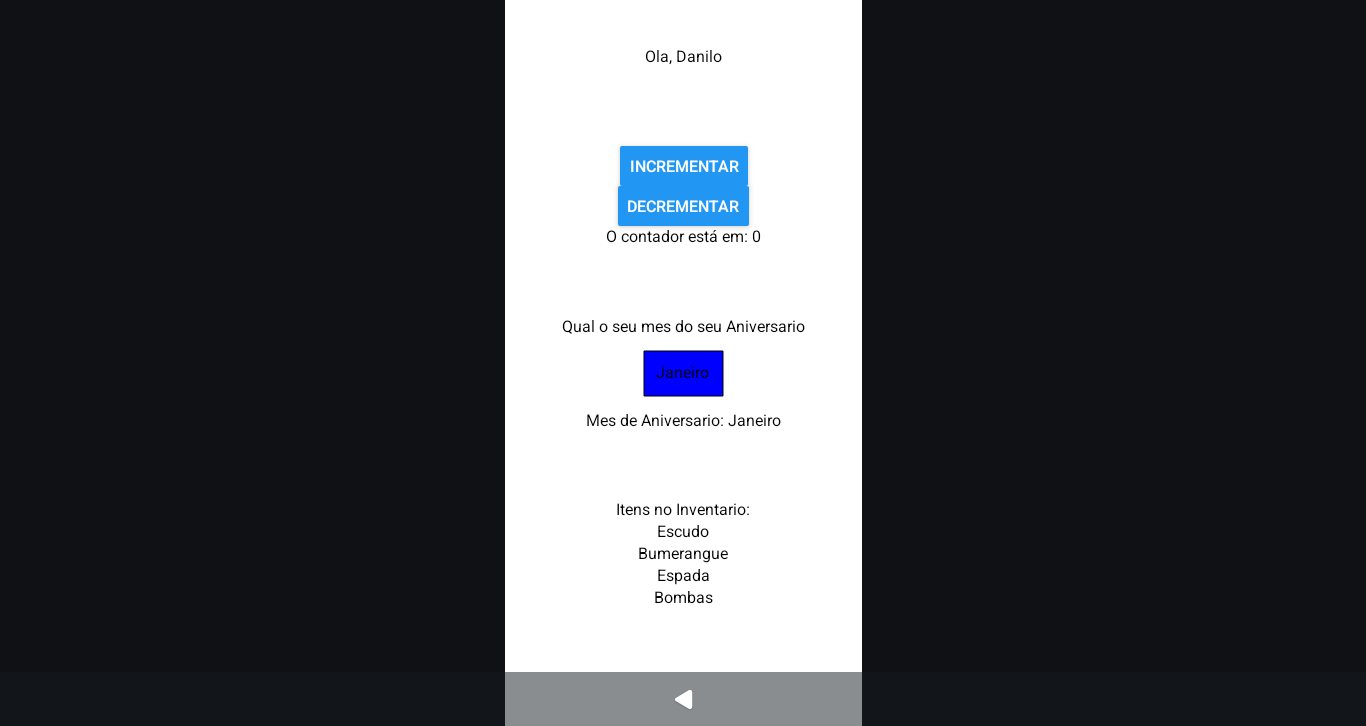 Ola, Danilo
INCREMENTAR
DECREMENTAR
O contador está em: 0
Qual o seu mes do seu Aniversario
Janeiro
Mes de Aniversario: Janeiro
Itens no Inventario:
Escudo
Bumerangue
Espada
Bombas